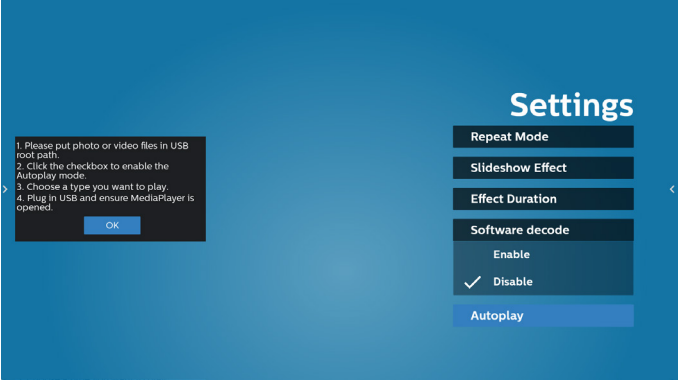 Settings
1. Please put photo or video files in USB
root path.
2. Click the checkbox to enable the
Autoplay mode.
3. Choose a type you want to play.
4. Plug in USB and ensure MediaPlayer is
opened.
OK
Repeat Mode
Slideshow Effect
Effect Duration
Software decode
Enable
Disable
Autoplay